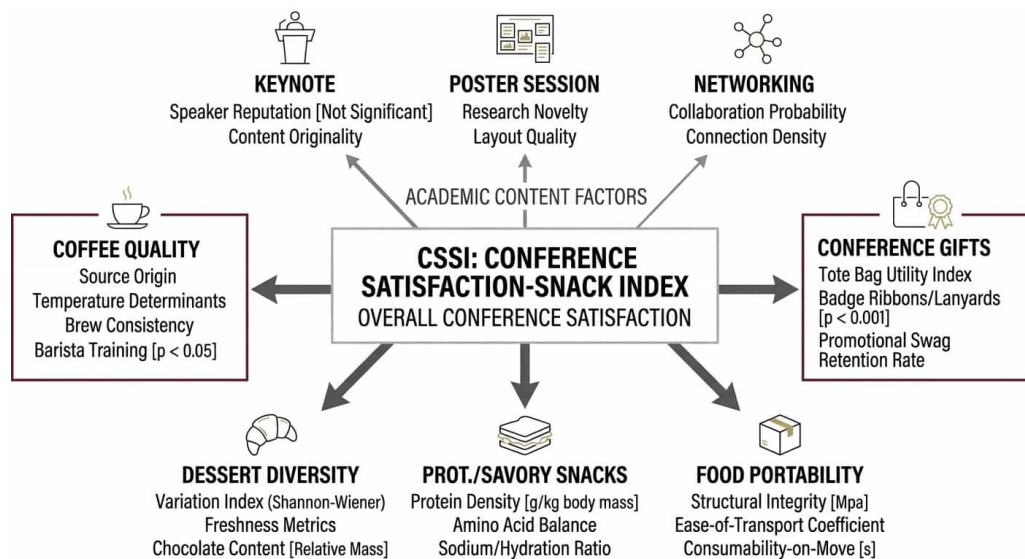 KEYNOTE
Speaker Reputation [Not Significant]
Content Originality
POSTER SESSION
Research Novelty
Layout Quality
NETWORKING
Collaboration Probability
Connection Density
ACADEMIC CONTENT FACTORS
COFFEE QUALITY
Source Origin
Temperature Determinants
Brew Consistency
Barista Training [p < 0.05]
CSSI: CONFERENCE
SATISFACTION-SNACK INDEX
OVERALL CONFERENCE SATISFACTION
CONFERENCE GIFTS
Tote Bag Utility Index
Badge Ribbons/Lanyards
[p < 0.001]
Promotional Swag
Retention Rate
DESSERT DIVERSITY
Variation Index (Shannon-Wiener)
Freshness Metrics
Chocolate Content [Relative Mass]
PROT./SAVORY SNACKS
Protein Density [g/kg body mass]
Amino Acid Balance
Sodium/Hydration Ratio
FOOD PORTABILITY
Structural Integrity [Mpa]
Ease-of-Transport Coefficient
Consumability-on-Move [s]